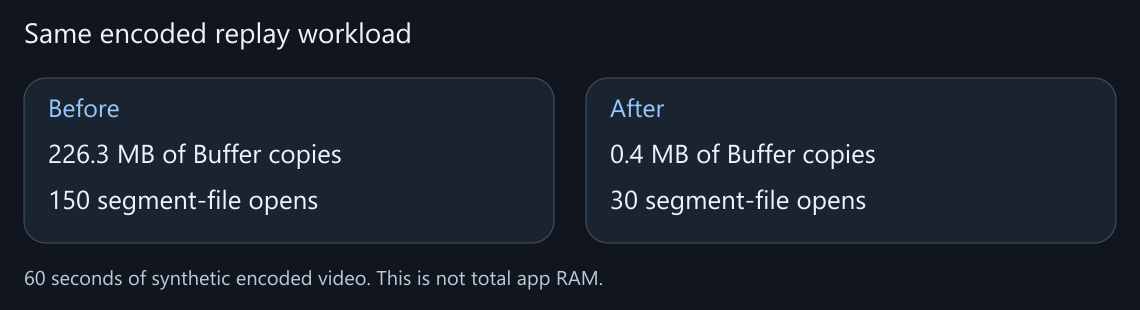 Same encoded replay workload
Before
226.3 MB of Buffer copies
150 segment-file opens
After
0.4 MB of Buffer copies
30 segment-file opens
60 seconds of synthetic encoded video. This is not total app RAM.